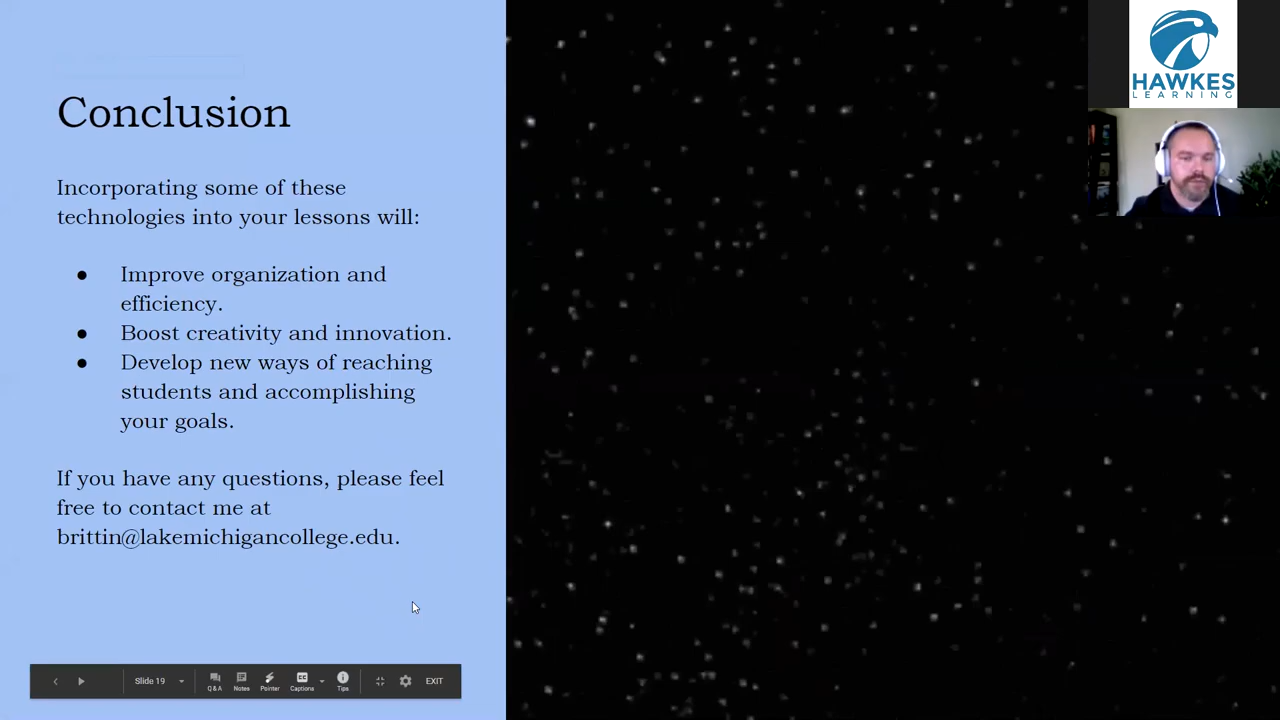 Conclusion
Incorporating some of these
technologies into your lessons will:
● Improve organization and
efficiency.
● Boost creativity and innovation.
● Develop new ways of reaching
students and accomplishing
your goals.
If you have any questions, please feel
free to contact me at
brittin@lakemichigancollege.edu.
HAWKES
LEARNING
Slide 19
Q & A
Notes
Pointer
Captions
Tips
EXIT